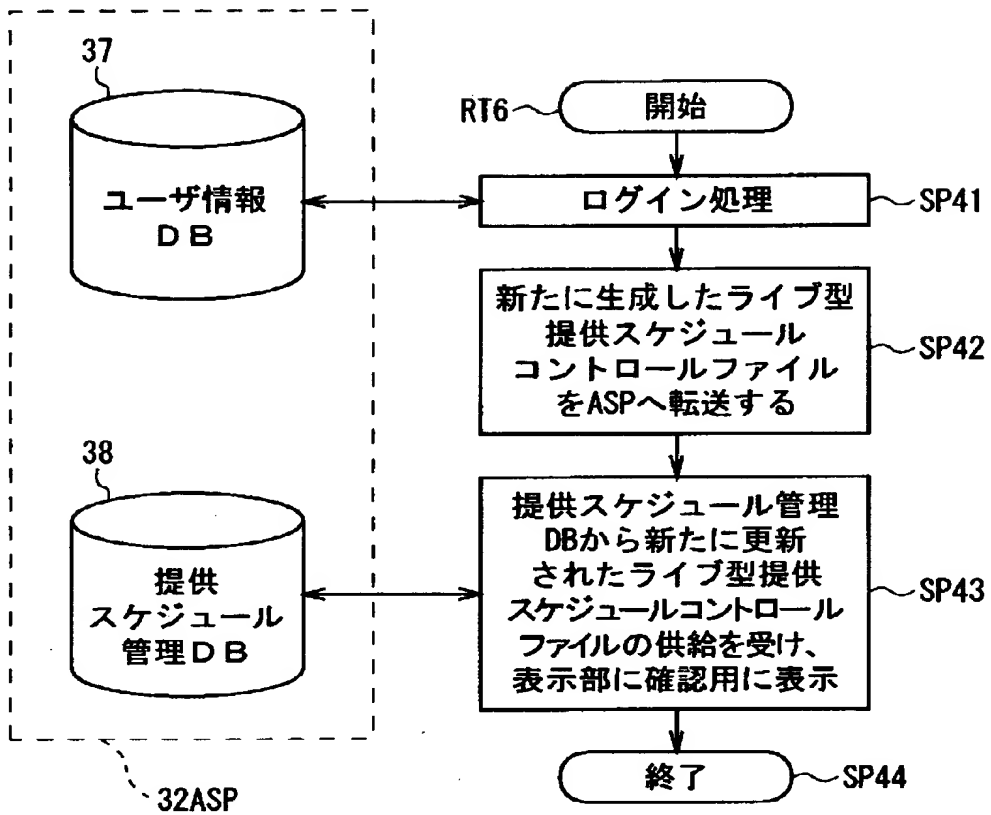 37
ユーザ情報
DB
38
提供
スケジュール
管理DB
32ASP
RT6
開始
ログイン処理
SP41
新たに生成したライブ型
提供スケジュール
コントロールファイル
をASPへ転送する
SP42
提供スケジュール管理
DBから新たに更新
されたライブ型提供
スケジュールコントロール
ファイルの供給を受け、
表示部に確認用に表示
SP43
終了
SP44